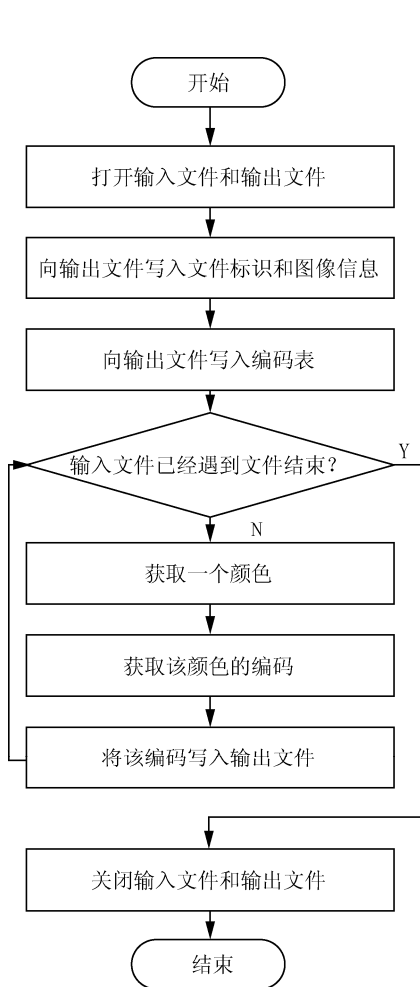 开始
打开输入文件和输出文件
向输出文件写入文件标识和图像信息
向输出文件写入编码表
输入文件已经遇到文件结束？
Y
N
获取一个颜色
获取该颜色的编码
将该编码写入输出文件
关闭输入文件和输出文件
结束